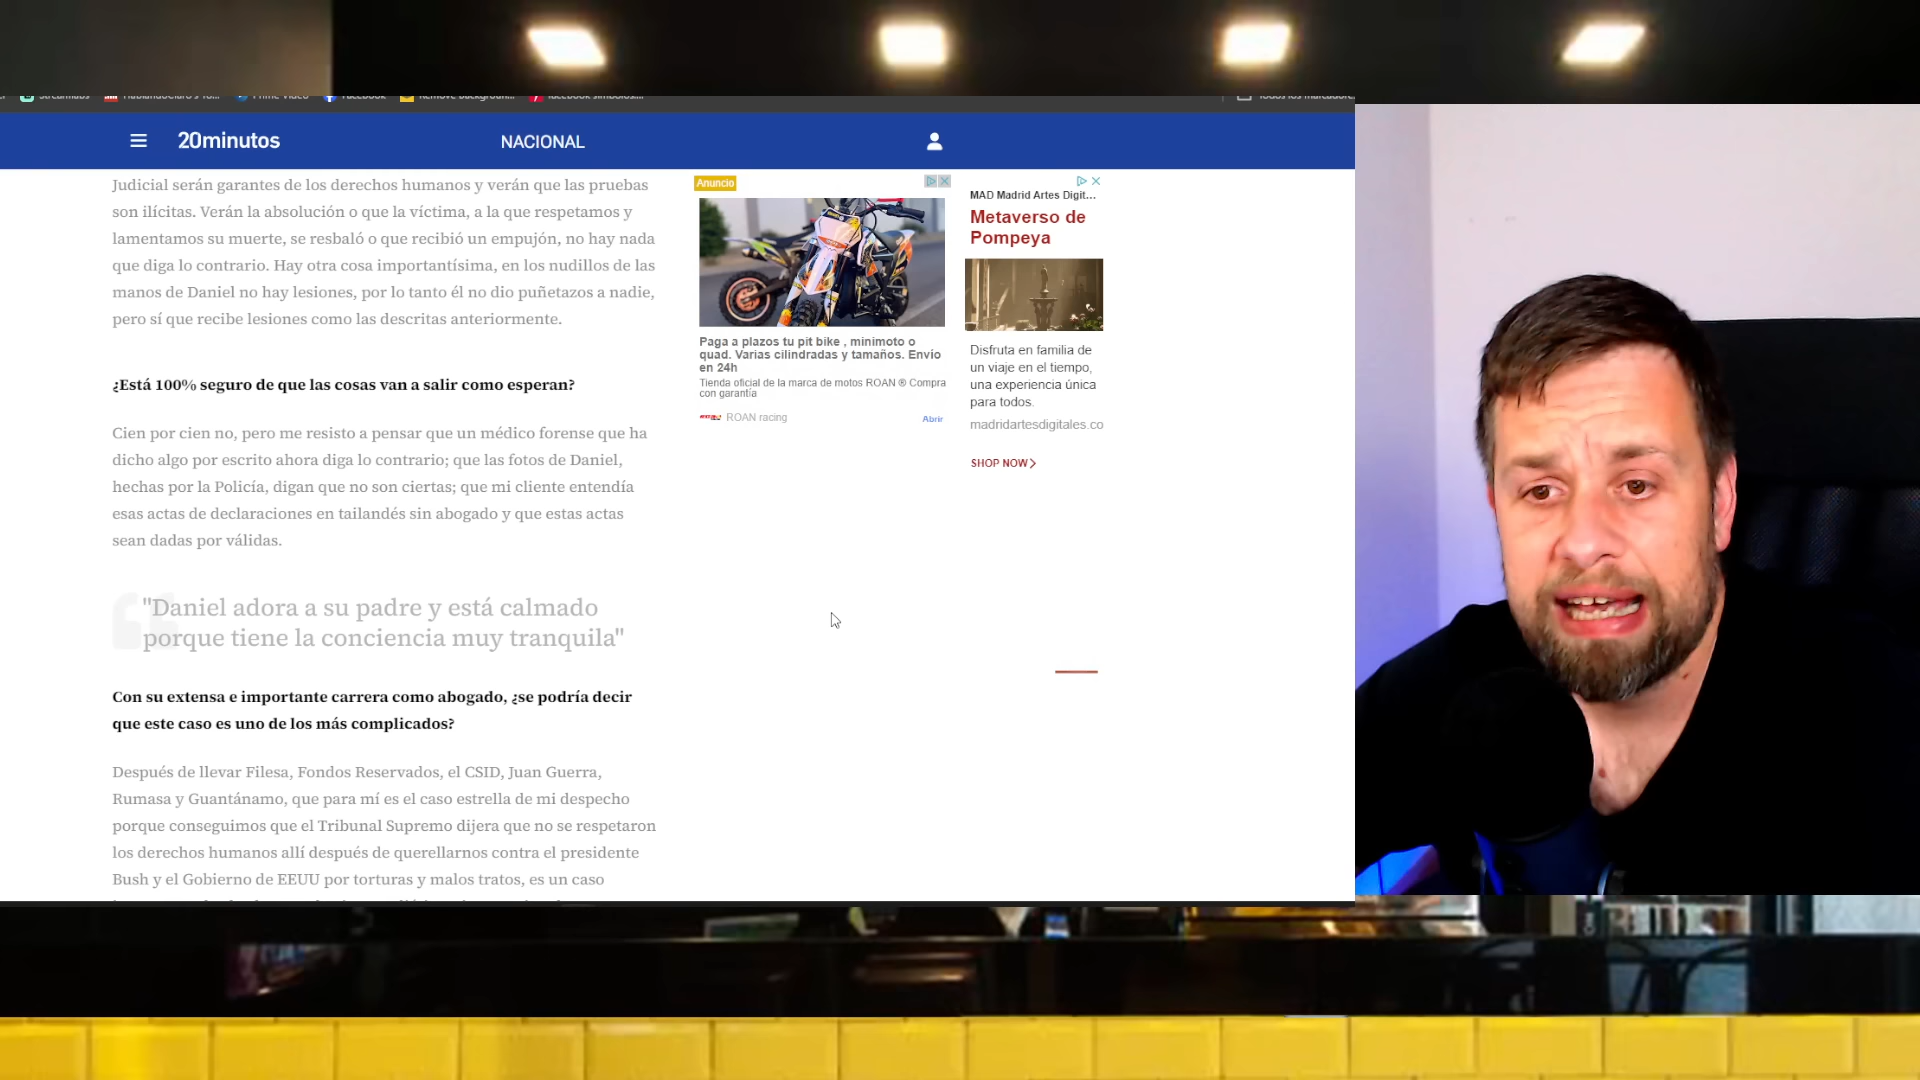 Streamlabs
HablandoClaro's Yo...
Prime Video
Facebook
Remove Backgroun...
facebook símbolos...
Todos los marcadore
20minutos
NACIONAL
Judicial serán garantes de los derechos humanos y verán que las pruebas
son ilícitas. Verán la absolución o que la víctima, a la que respetamos y
lamentamos su muerte, se resbaló o que recibió un empujón, no hay nada
que diga lo contrario. Hay otra cosa importantísima, en los nudillos de las
manos de Daniel no hay lesiones, por lo tanto él no dio puñetazos a nadie,
pero sí que recibe lesiones como las descritas anteriormente.
¿Está 100% seguro de que las cosas van a salir como esperan?
Cien por cien no, pero me resisto a pensar que un médico forense que ha
dicho algo por escrito ahora diga lo contrario; que las fotos de Daniel,
hechas por la Policía, digan que no son ciertas; que mi cliente entendía
esas actas de declaraciones en tailandés sin abogado y que estas actas
sean dadas por válidas.
"Daniel adora a su padre y está calmado
porque tiene la conciencia muy tranquila"
Con su extensa e importante carrera como abogado, ¿se podría decir
que este caso es uno de los más complicados?
Después de llevar Filesa, Fondos Reservados, el CSID, Juan Guerra,
Rumasa y Guantánamo, que para mí es el caso estrella de mi despecho
porque conseguimos que el Tribunal Supremo dijera que no se respetaron
los derechos humanos allí después de querellarnos contra el presidente
Bush y el Gobierno de EEUU por torturas y malos tratos, es un caso
Anuncio
Paga a plazos tu pit bike , minimoto o
quad. Varias cilindradas y tamaños. Envío
en 24h
Tienda oficial de la marca de motos ROAN ® Compra
con garantía
ROAN racing
Abrir
MAD Madrid Artes Digit...
Metaverso de
Pompeya
Disfruta en familia de
un viaje en el tiempo,
una experiencia única
para todos.
madridartesdigitales.co
SHOP NOW